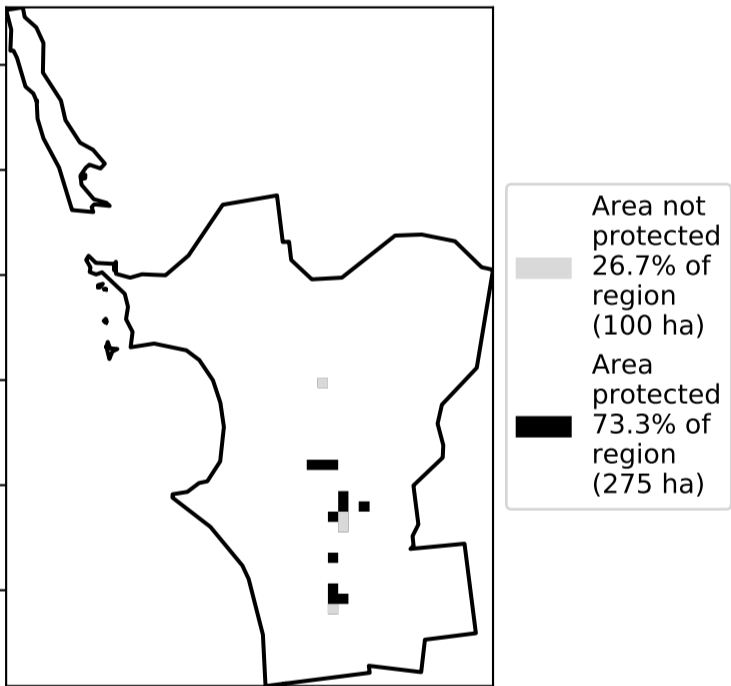 Area not
protected
26.7% of
region
(100 ha)
Area
protected
73.3% of
region
(275 ha)